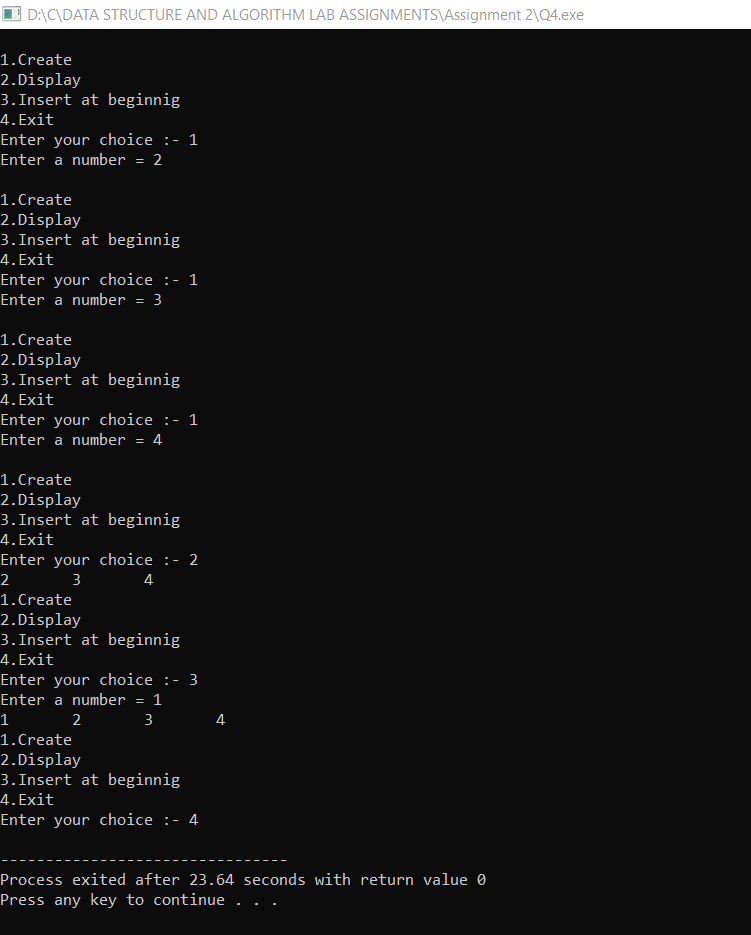 D:\C\DATA STRUCTURE AND ALGORITHM LAB ASSIGNMENTS\Assignment 2\Q4.exe
1.Create
2.Display
3.Insert at beginnig
4.Exit
Enter your choice :- 1
Enter a number = 2
1.Create
2.Display
3.Insert at beginnig
4.Exit
Enter your choice :- 1
Enter a number = 3
1.Create
2.Display
3.Insert at beginnig
4.Exit
Enter your choice :- 1
Enter a number = 4
1.Create
2.Display
3.Insert at beginnig
4.Exit
Enter your choice :- 2
2       3       4
1.Create
2.Display
3.Insert at beginnig
4.Exit
Enter your choice :- 3
Enter a number = 1
1       2       3       4
1.Create
2.Display
3.Insert at beginnig
4.Exit
Enter your choice :- 4
--------------------------------
Process exited after 23.64 seconds with return value 0
Press any key to continue . . .